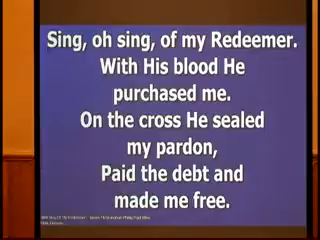 Sing, oh sing, of my Redeemer.
With His blood He
purchased me.
On the cross He sealed
my pardon,
Paid the debt and
made me free.